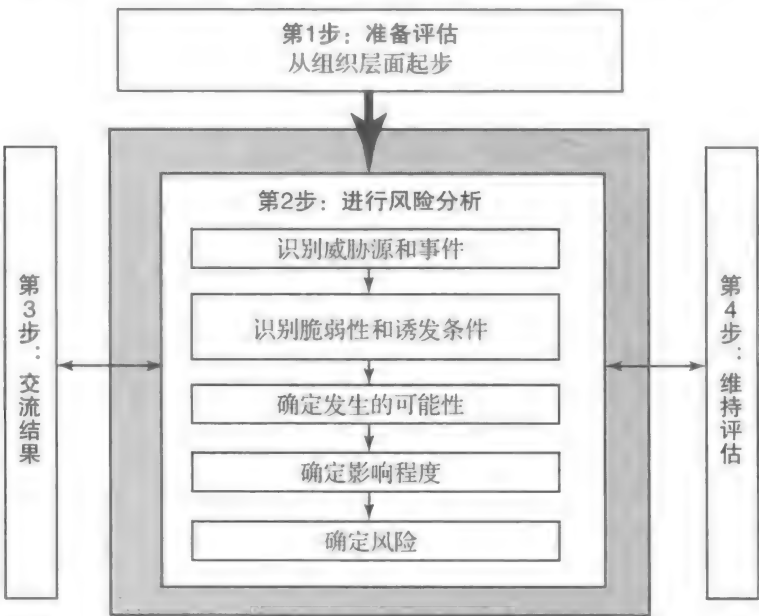 第1步：准备评估
从组织层面起步
第2步：进行风险分析
识别威胁源和事件
识别脆弱性和诱发条件
确定发生的可能性
确定影响程度
确定风险
第3步：交流结果
第4步：维持评估